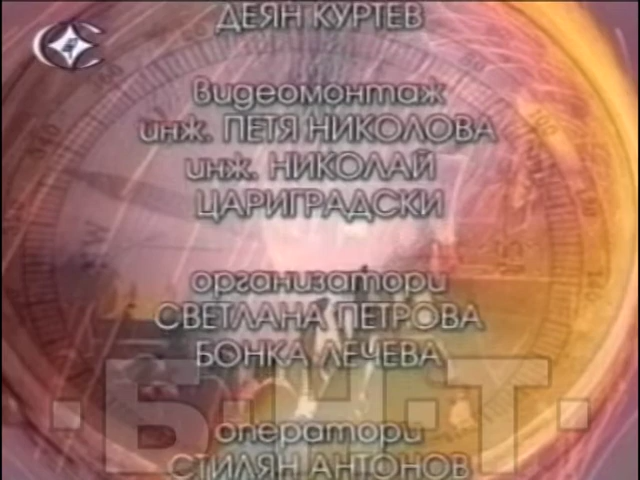 ДЕЯН КУРТЕВ
видеомонтаж
инж. ПЕТЯ НИКОЛОВА
инж. НИКОЛАЙ
ЦАРИГРАДСКИ
организатори
СВЕТЛАНА ПЕТРОВА
БОНКА ЛЕЧЕВА
оператори
СТИЛЯН АНТОНОВ
·Б·Н·Т·